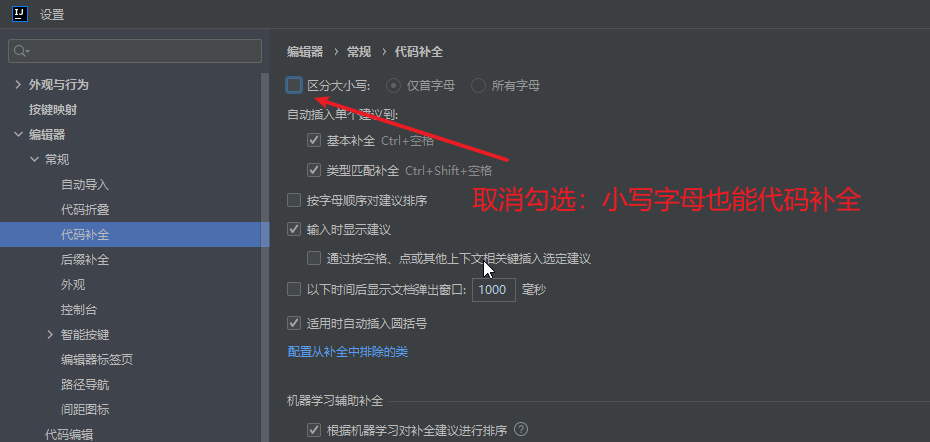 IJ 设置
外观与行为
按键映射
编辑器
常规
自动导入
代码折叠
代码补全
后缀补全
外观
控制台
智能按键
编辑器标签页
路径导航
间距图标
代码编辑
编辑器 › 常规 › 代码补全
区分大小写: 仅首字母 所有字母
自动插入单个建议到:
基本补全 Ctrl+空格
类型匹配补全 Ctrl+Shift+空格
取消勾选：小写字母也能代码补全
按字母顺序对建议排序
输入时显示建议
通过按空格、点或其他上下文相关键插入选定建议
以下时间后显示文档弹出窗口: 1000 毫秒
适用时自动插入圆括号
配置从补全中排除的类
机器学习辅助补全
根据机器学习对补全建议进行排序 ?